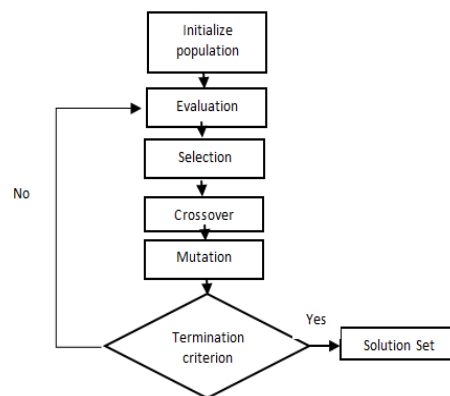 Initialize
population
Evaluation
Selection
No
Crossover
Mutation
Yes
Termination
criterion
Solution Set